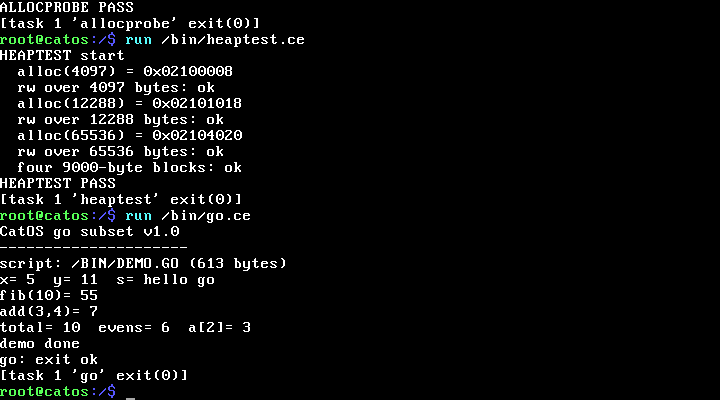 ALLOCPROBE PASS
[task 1 'allocprobe' exit(0)]
root@catos:/$ run /bin/heaptest.ce
HEAPTEST start
  alloc(4097) = 0x02100008
  rw over 4097 bytes: ok
  alloc(12288) = 0x02101018
  rw over 12288 bytes: ok
  alloc(65536) = 0x02104020
  rw over 65536 bytes: ok
  four 9000-byte blocks: ok
HEAPTEST PASS
[task 1 'heaptest' exit(0)]
root@catos:/$ run /bin/go.ce
CatOS go subset v1.0
---------------------
script: /BIN/DEMO.GO (613 bytes)
x= 5  y= 11  s= hello go
fib(10)= 55
add(3,4)= 7
total= 10  evens= 6  a[2]= 3
demo done
go: exit ok
[task 1 'go' exit(0)]
root@catos:/$ _